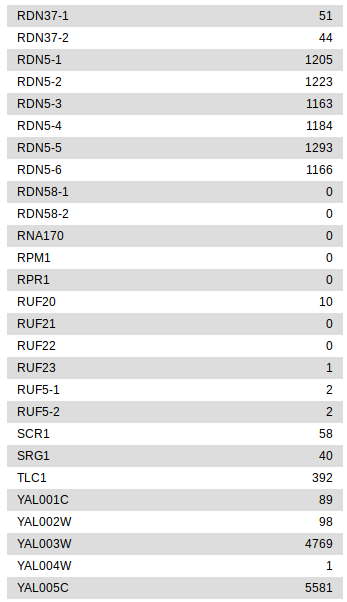 RDN37-1 51
RDN37-2 44
RDN5-1 1205
RDN5-2 1223
RDN5-3 1163
RDN5-4 1184
RDN5-5 1293
RDN5-6 1166
RDN58-1 0
RDN58-2 0
RNA170 0
RPM1 0
RPR1 0
RUF20 10
RUF21 0
RUF22 0
RUF23 1
RUF5-1 2
RUF5-2 2
SCR1 58
SRG1 40
TLC1 392
YAL001C 89
YAL002W 98
YAL003W 4769
YAL004W 1
YAL005C 5581